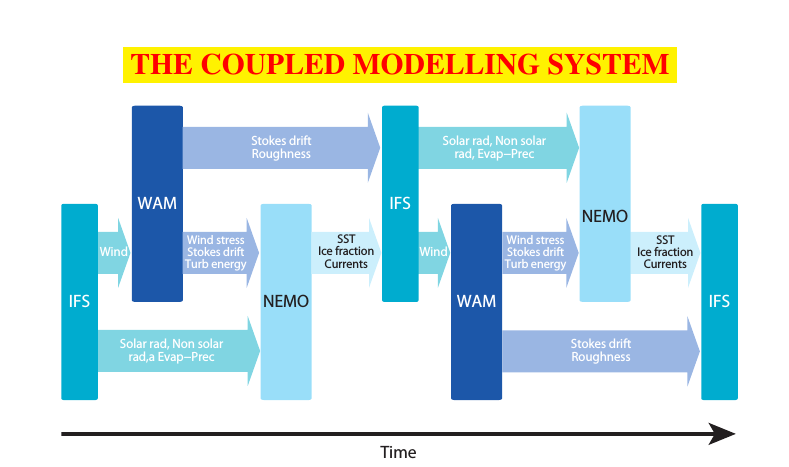 THE COUPLED MODELLING SYSTEM
Stokes drift
Roughness
Solar rad, Non solar
rad, Evap−Prec
WAM
IFS
NEMO
Wind
Wind stress
Stokes drift
Turb energy
SST
Ice fraction
Currents
Wind
Wind stress
Stokes drift
Turb energy
SST
Ice fraction
Currents
IFS
NEMO
WAM
IFS
Solar rad, Non solar
rad,a Evap−Prec
Stokes drift
Roughness
Time